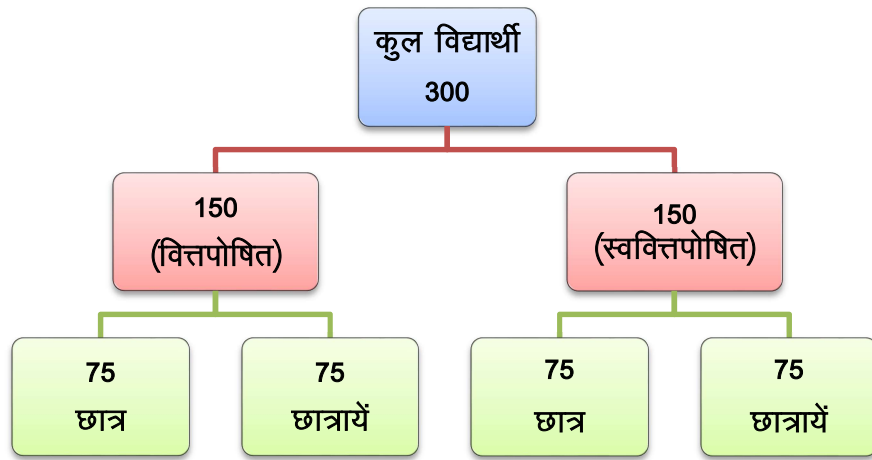 कुल विद्यार्थी
300
150
(वित्तपोषित)
150
(स्ववित्तपोषित)
75
छात्र
75
छात्रायें
75
छात्र
75
छात्रायें